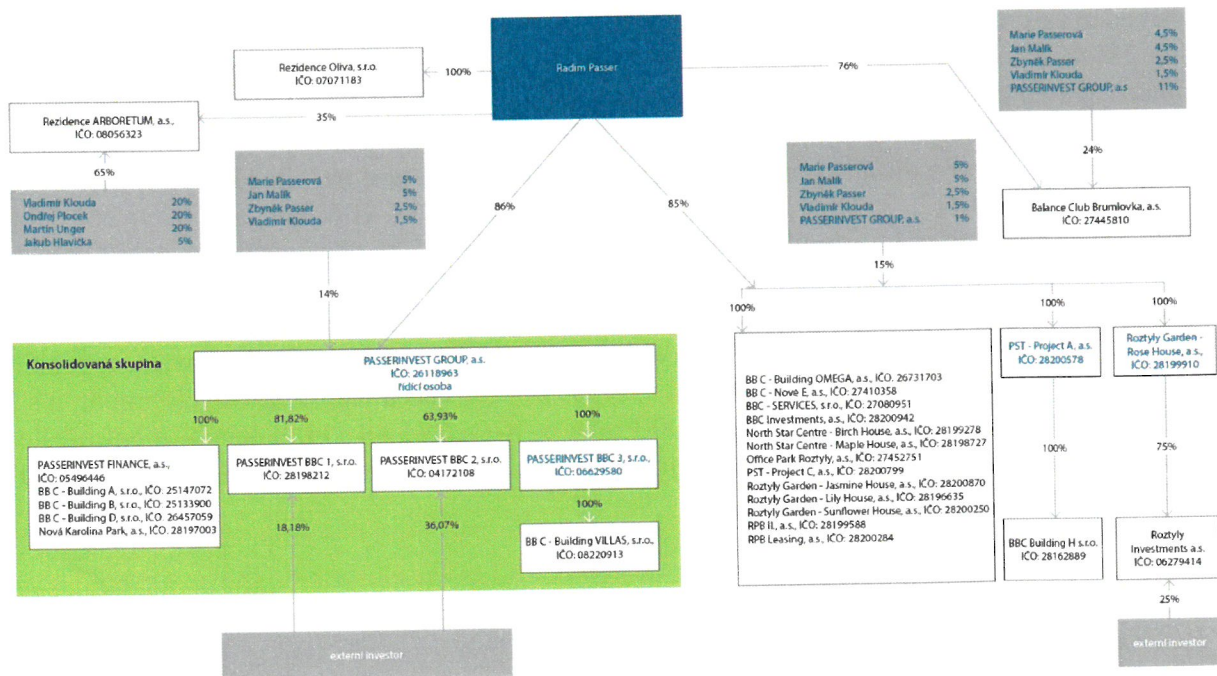 Rezidence Oliva, s.r.o.
IČO: 07071183
100%
Radim Passer
76%
Marie Passerová 4,5%
Jan Malík 4,5%
Zbyněk Passer 2,5%
Vladimír Klouda 1,5%
PASSERINVEST GROUP, a.s 11%
Rezidence ARBORETUM, a.s.,
IČO: 08056323
35%
24%
65%
Vladimír Klouda 20%
Ondřej Plocek 20%
Martin Unger 20%
Jakub Hlavička 5%
Marie Passerová 5%
Jan Malík 5%
Zbyněk Passer 2,5%
Vladimír Klouda 1,5%
86%
85%
Marie Passerová 5%
Jan Malík 5%
Zbyněk Passer 2,5%
Vladimír Klouda 1,5%
PASSERINVEST GROUP, a.s. 1%
Balance Club Brumlovka, a.s.
IČO: 27445810
14%
15%
Konsolidovaná skupina
PASSERINVEST GROUP, a.s.
IČO: 26118963
řídící osoba
100%
81,82%
63,93%
100%
PASSERINVEST FINANCE, a.s.,
IČO: 05496446
BB C - Building A, s.r.o., IČO: 25147072
BB C - Building B, s.r.o., IČO: 25133900
BB C - Building D, s.r.o., IČO: 26457059
Nová Karolina Park, a.s., IČO: 28197003
PASSERINVEST BBC 1, s.r.o.
IČO: 28198212
PASSERINVEST BBC 2, s.r.o.
IČO: 04172108
PASSERINVEST BBC 3, s.r.o.,
IČO: 06629580
18,18%
36,07%
100%
BB C - Building VILLAS, s.r.o.,
IČO: 08220913
externí investor
100%
100%
100%
BB C - Building OMEGA, a.s., IČO: 26731703
BB C - Nové E, a.s., IČO: 27410358
BBC - SERVICES, s.r.o., IČO: 27080951
BBC Investments, a.s., IČO: 28200942
North Star Centre - Birch House, a.s., IČO: 28199278
North Star Centre - Maple House, a.s., IČO: 28198727
Office Park Roztyly, a.s., IČO: 27452751
PST - Project C, a.s., IČO: 28200799
Roztyly Garden - Jasmine House, a.s., IČO: 28200870
Roztyly Garden - Lily House, a.s., IČO: 28196635
Roztyly Garden - Sunflower House, a.s., IČO: 28200250
RPB II., a.s., IČO: 28199588
RPB Leasing, a.s., IČO: 28200284
PST - Project A, a.s.
IČO: 28200578
Roztyly Garden -
Rose House, a.s.,
IČO: 28199910
100%
75%
BBC Building H s.r.o.
IČO: 28162889
Roztyly
Investments a.s.
IČO: 06279414
25%
externí investor